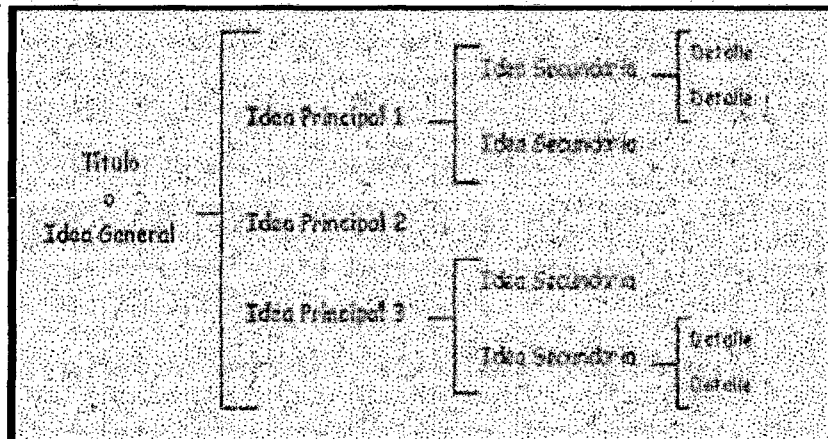 Título
o
Idea General
Idea Principal 1
Idea Secundaria
Detalle
Detalle
Idea Secundaria
Idea Principal 2
Idea Principal 3
Idea Secundaria
Idea Secundaria
Detalle
Detalle